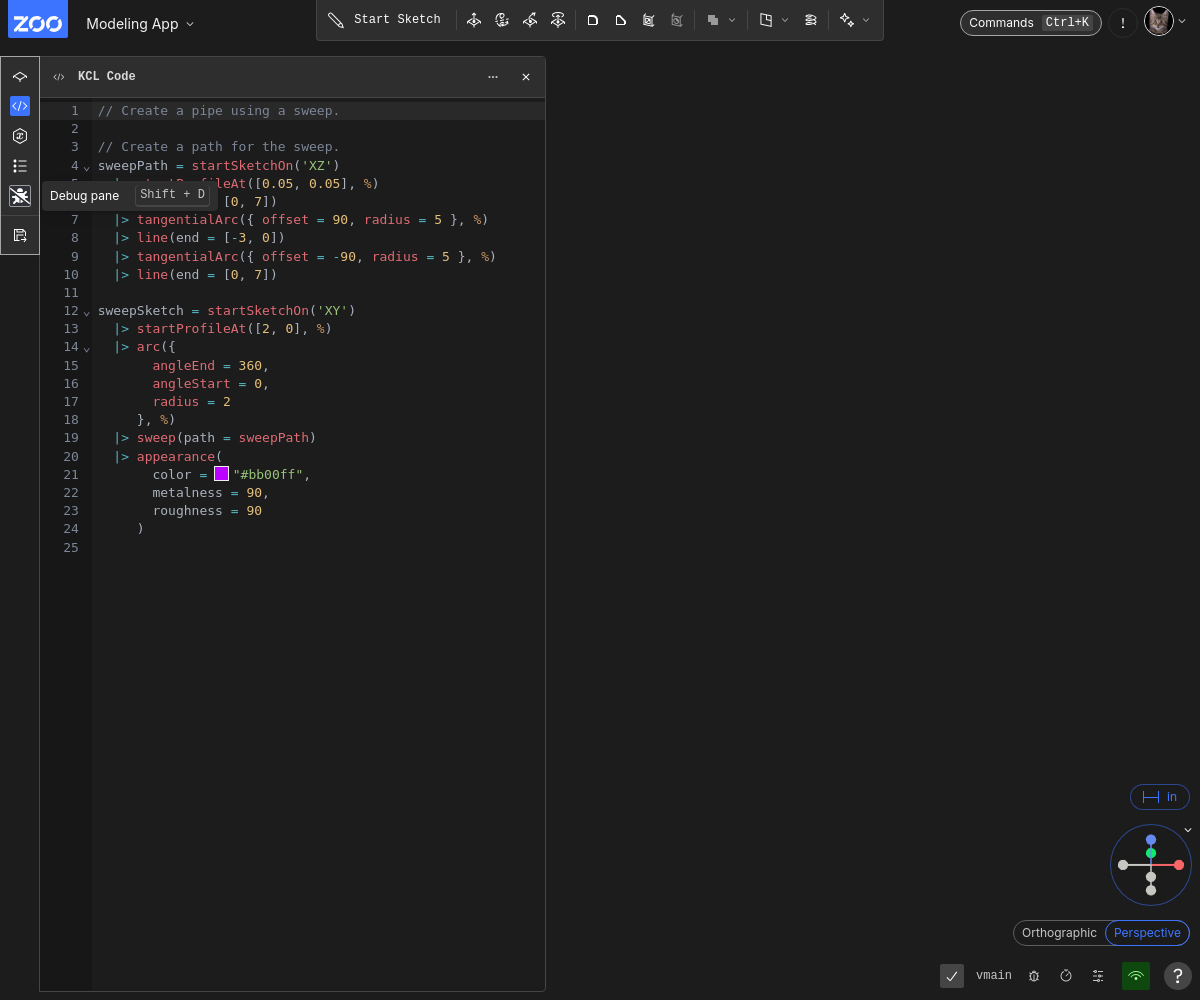 ZOO
Modeling App
Start Sketch
Commands Ctrl+K
!
KCL Code
1 // Create a pipe using a sweep.
2
3 // Create a path for the sweep.
4 sweepPath = startSketchOn('XZ')
At([0.05, 0.05], %)
Debug pane Shift + D
[0, 7])
7 |> tangentialArc({ offset = 90, radius = 5 }, %)
8 |> line(end = [-3, 0])
9 |> tangentialArc({ offset = -90, radius = 5 }, %)
10 |> line(end = [0, 7])
11
12 sweepSketch = startSketchOn('XY')
13 |> startProfileAt([2, 0], %)
14 |> arc({
15 angleEnd = 360,
16 angleStart = 0,
17 radius = 2
18 }, %)
19 |> sweep(path = sweepPath)
20 |> appearance(
21 color = "#bb00ff",
22 metalness = 90,
23 roughness = 90
24 )
25
in
Orthographic Perspective
vmain
?